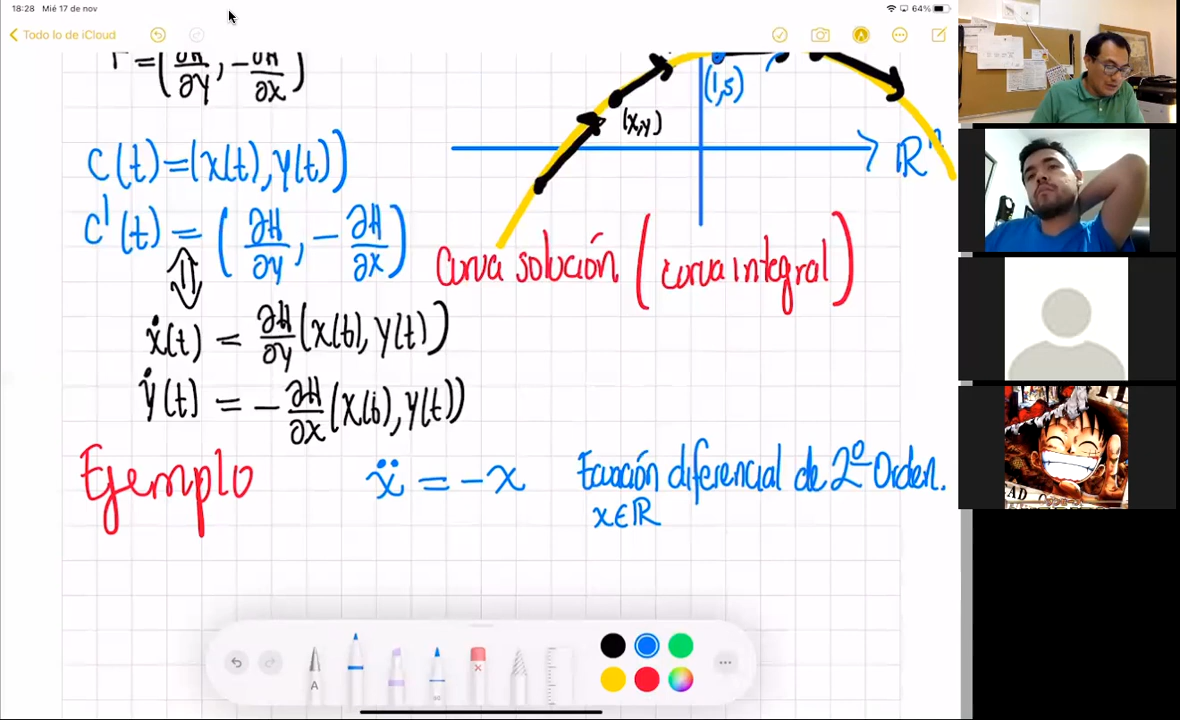 18:28 Mié 17 de nov
64%
Todo lo de iCloud
= (∂H/∂y, -∂H/∂x)
(1,5)
(x,y)
ℝⁿ
C(t)=(x(t),y(t))
C'(t) = (∂H/∂y, -∂H/∂x)
Curva solución (curva integral)
ẋ(t) = ∂H/∂y (x(t), y(t))
ẏ(t) = -∂H/∂x (x(t), y(t))
Ejemplo ẍ = -x Ecuación diferencial de 2º Orden.
x∈ℝ
A